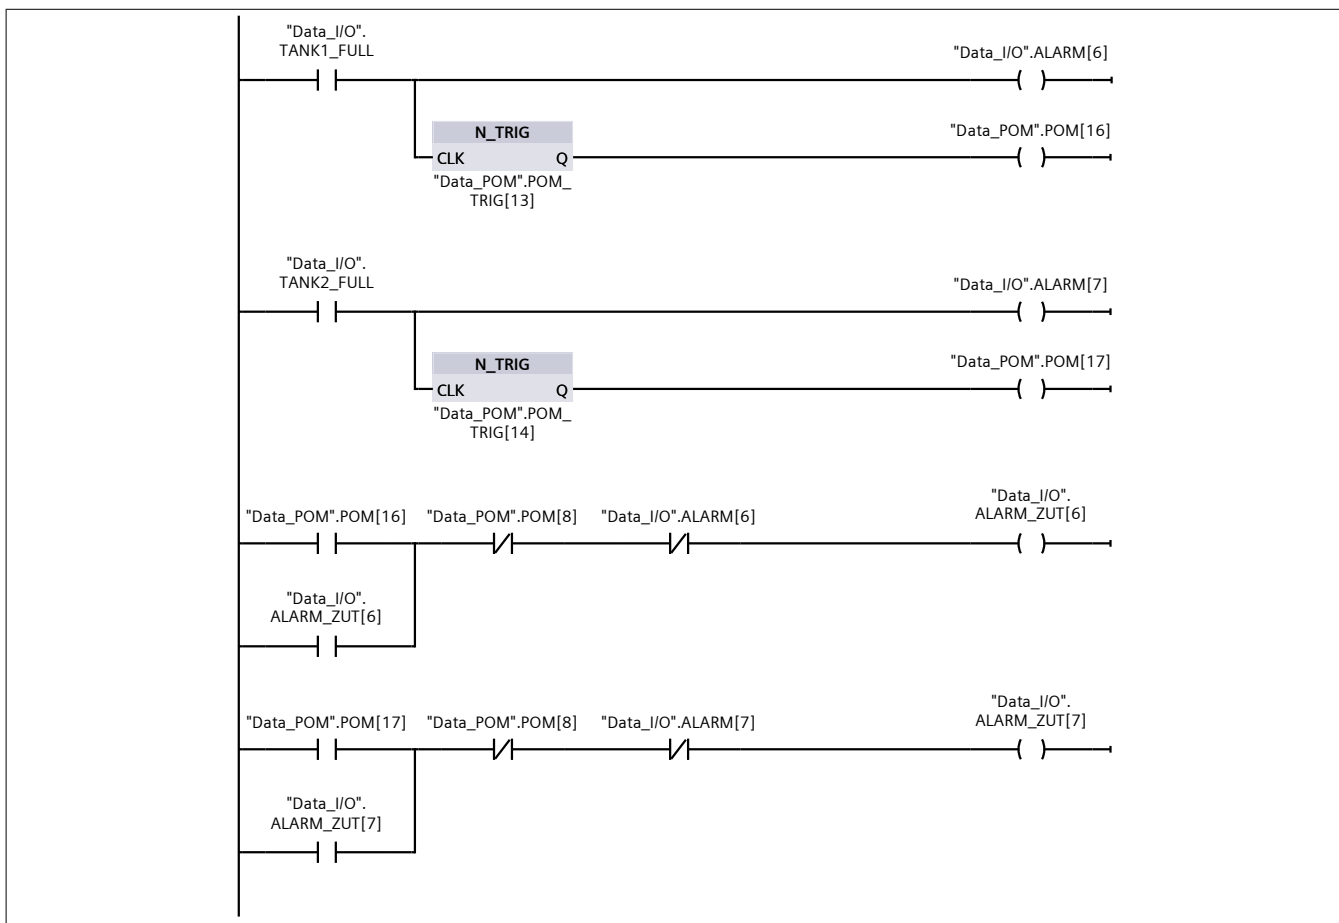 "Data_I/O".
TANK1_FULL
"Data_I/O".ALARM[6]
N_TRIG
"Data_POM".POM[16]
CLK Q
"Data_POM".POM_
TRIG[13]
"Data_I/O".
TANK2_FULL
"Data_I/O".ALARM[7]
N_TRIG
"Data_POM".POM[17]
CLK Q
"Data_POM".POM_
TRIG[14]
"Data_I/O".
ALARM_ZUT[6]
"Data_POM".POM[16] "Data_POM".POM[8] "Data_I/O".ALARM[6]
"Data_I/O".
ALARM_ZUT[6]
"Data_I/O".
ALARM_ZUT[7]
"Data_POM".POM[17] "Data_POM".POM[8] "Data_I/O".ALARM[7]
"Data_I/O".
ALARM_ZUT[7]